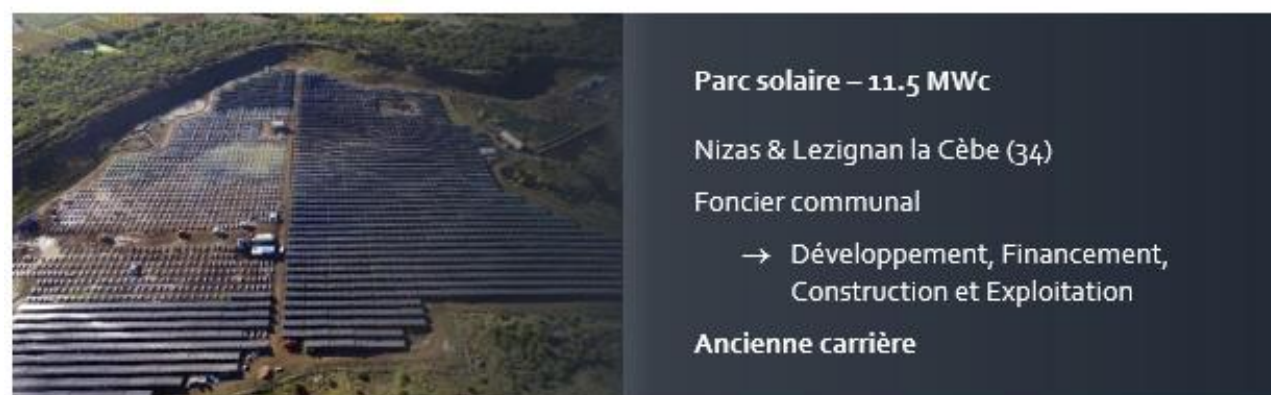 Parc solaire – 11.5 MWc
Nizas & Lezignan la Cèbe (34)
Foncier communal
→ Développement, Financement,
Construction et Exploitation
Ancienne carrière